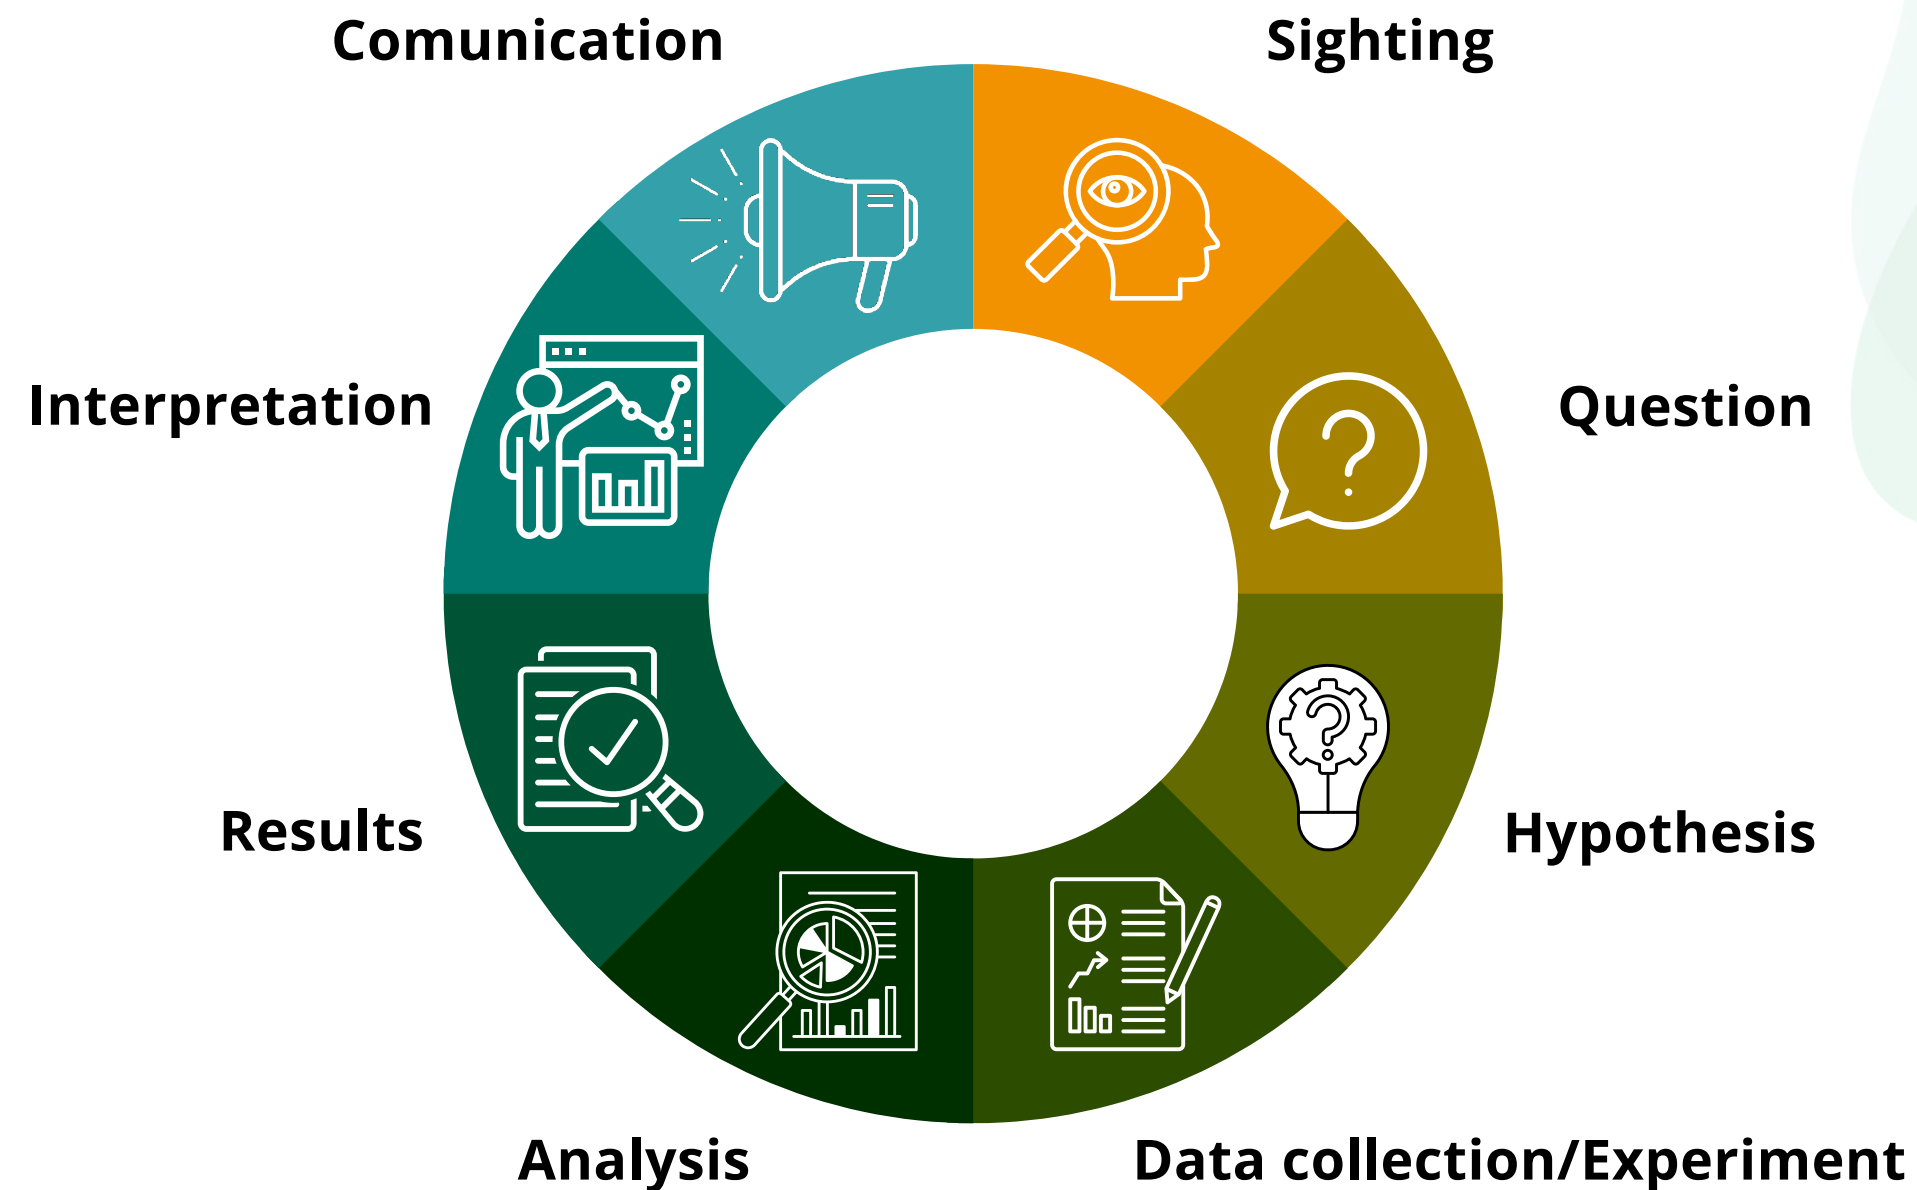 Comunication
Sighting
Interpretation
Question
Results
Hypothesis
Analysis
Data collection/Experiment